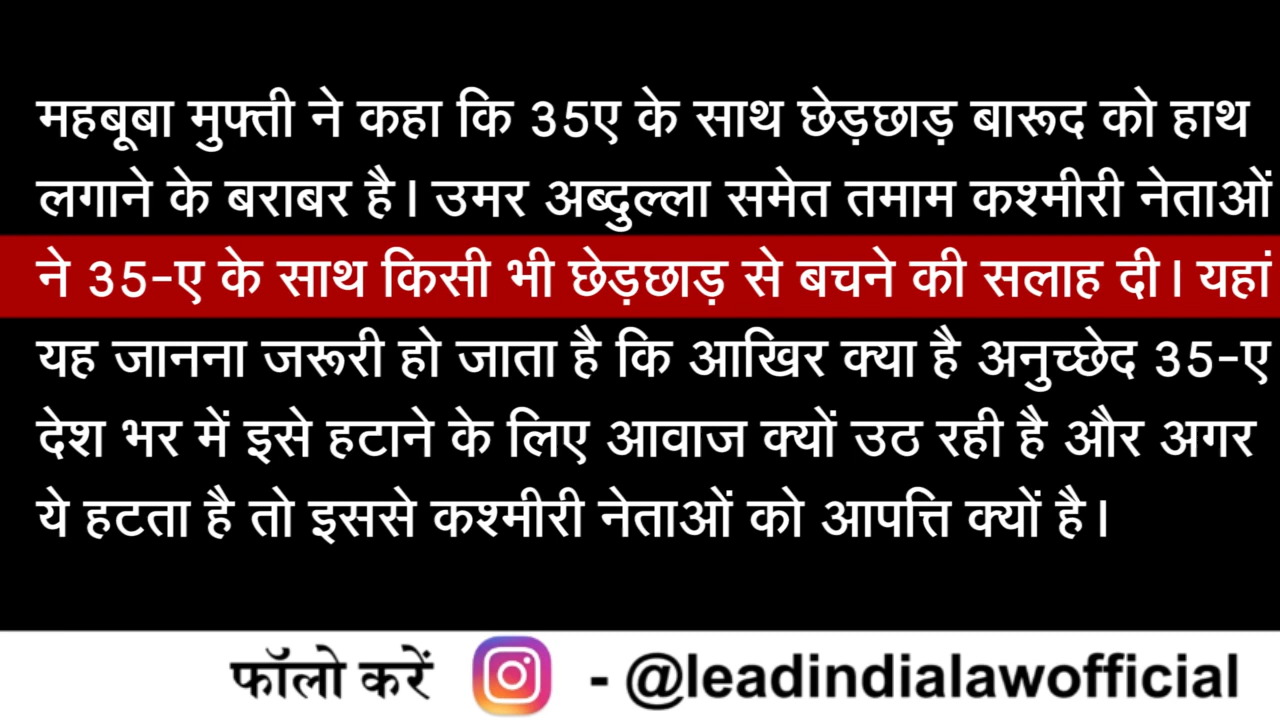 महबूबा मुफ्ती ने कहा कि 35ए के साथ छेड़छाड़ बारूद को हाथ
लगाने के बराबर है। उमर अब्दुल्ला समेत तमाम कश्मीरी नेताओं
ने 35-ए के साथ किसी भी छेड़छाड़ से बचने की सलाह दी। यहां
यह जानना जरूरी हो जाता है कि आखिर क्या है अनुच्छेद 35-ए
देश भर में इसे हटाने के लिए आवाज क्यों उठ रही है और अगर
ये हटता है तो इससे कश्मीरी नेताओं को आपत्ति क्यों है।
फॉलो करें - @leadindialawofficial